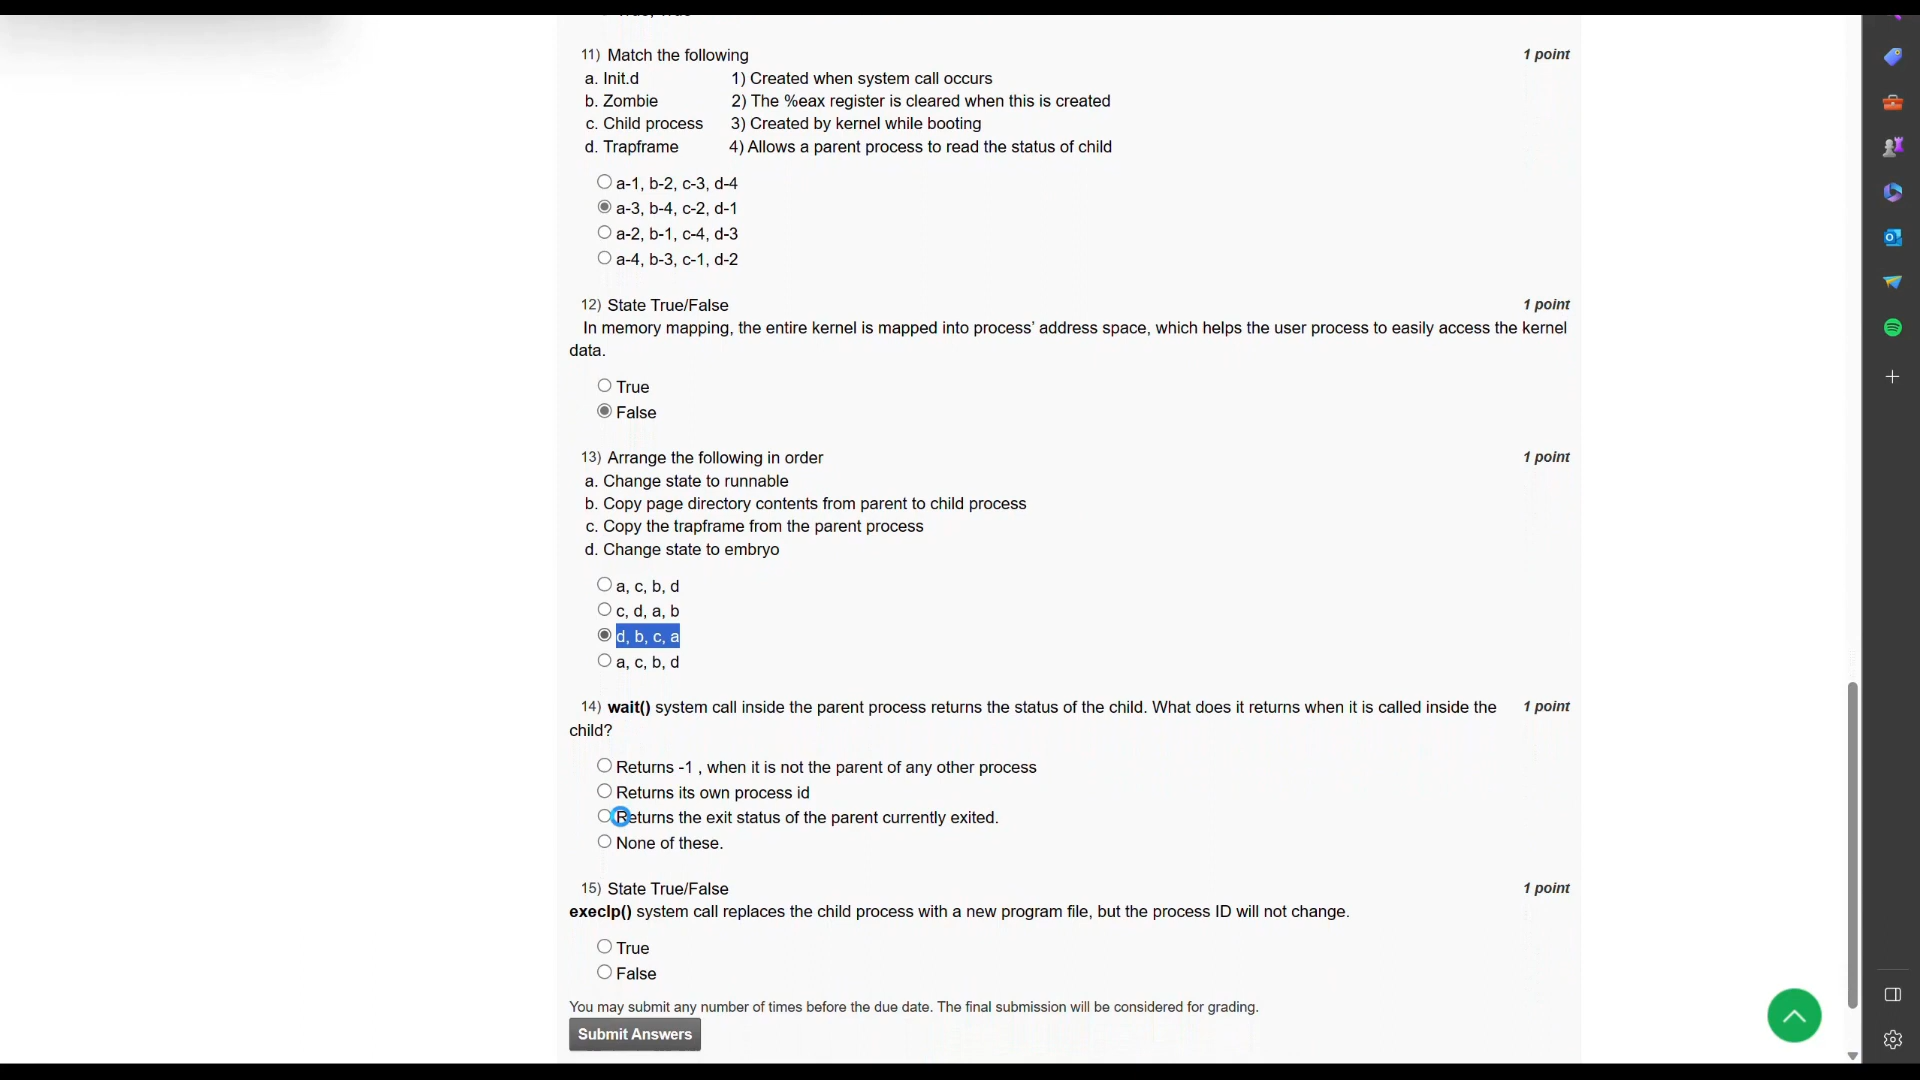 11) Match the following 1 point
a. Init.d 1) Created when system call occurs
b. Zombie 2) The %eax register is cleared when this is created
c. Child process 3) Created by kernel while booting
d. Trapframe 4) Allows a parent process to read the status of child
a-1, b-2, c-3, d-4
a-3, b-4, c-2, d-1
a-2, b-1, c-4, d-3
a-4, b-3, c-1, d-2
12) State True/False 1 point
In memory mapping, the entire kernel is mapped into process’ address space, which helps the user process to easily access the kernel
data.
True
False
13) Arrange the following in order 1 point
a. Change state to runnable
b. Copy page directory contents from parent to child process
c. Copy the trapframe from the parent process
d. Change state to embryo
a, c, b, d
c, d, a, b
d, b, c, a
a, c, b, d
14) wait() system call inside the parent process returns the status of the child. What does it returns when it is called inside the 1 point
child?
Returns -1 , when it is not the parent of any other process
Returns its own process id
Returns the exit status of the parent currently exited.
None of these.
15) State True/False 1 point
execlp() system call replaces the child process with a new program file, but the process ID will not change.
True
False
You may submit any number of times before the due date. The final submission will be considered for grading.
Submit Answers